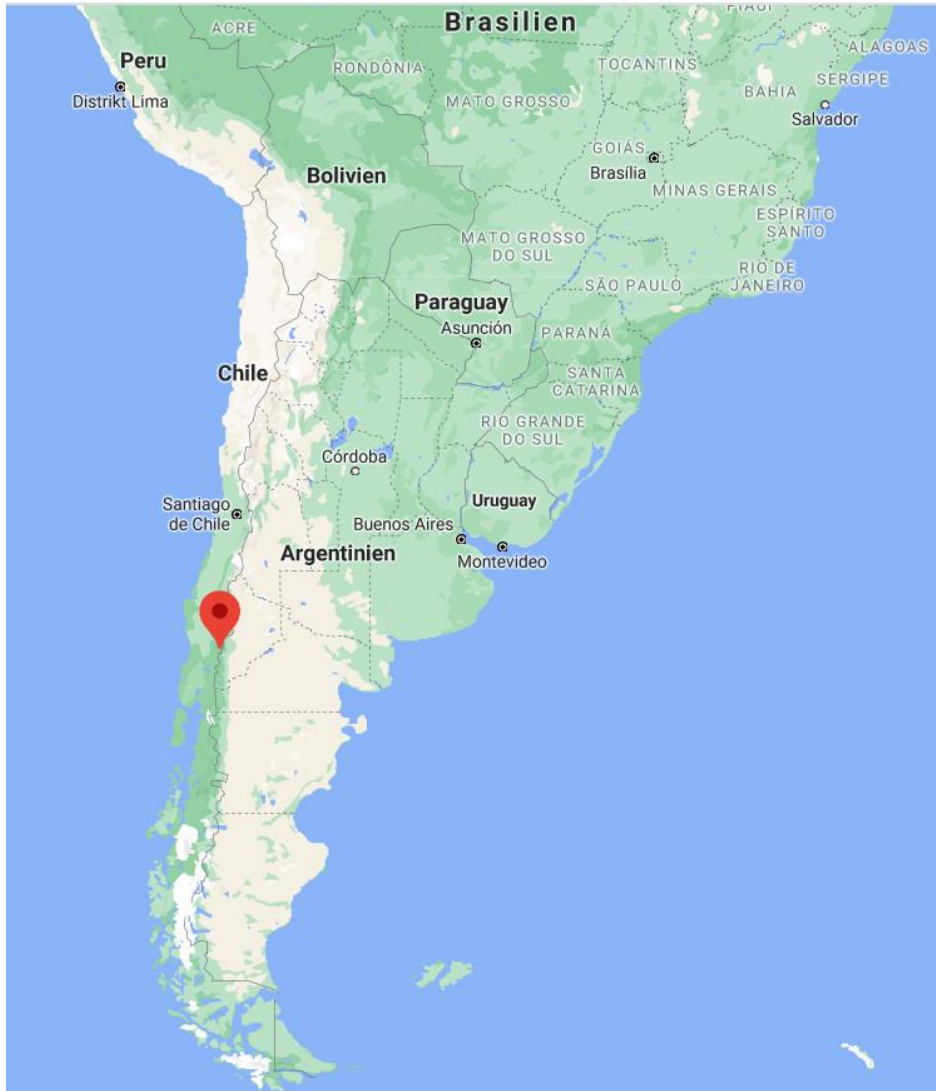 Brasilien
PIAUÍ
ACRE
ALAGOAS
Peru
RONDÔNIA
TOCANTINS
SERGIPE
Distrikt Lima
MATO GROSSO
BAHIA
Salvador
GOIÁS
Brasília
Bolivien
MINAS GERAIS
ESPÍRITO
SANTO
MATO GROSSO
DO SUL
RIO DE
JANEIRO
SÃO PAULO
Paraguay
Asunción
PARANÁ
Chile
SANTA
CATARINA
RIO GRANDE
DO SUL
Córdoba
Santiago
de Chile
Uruguay
Buenos Aires
Argentinien
Montevideo